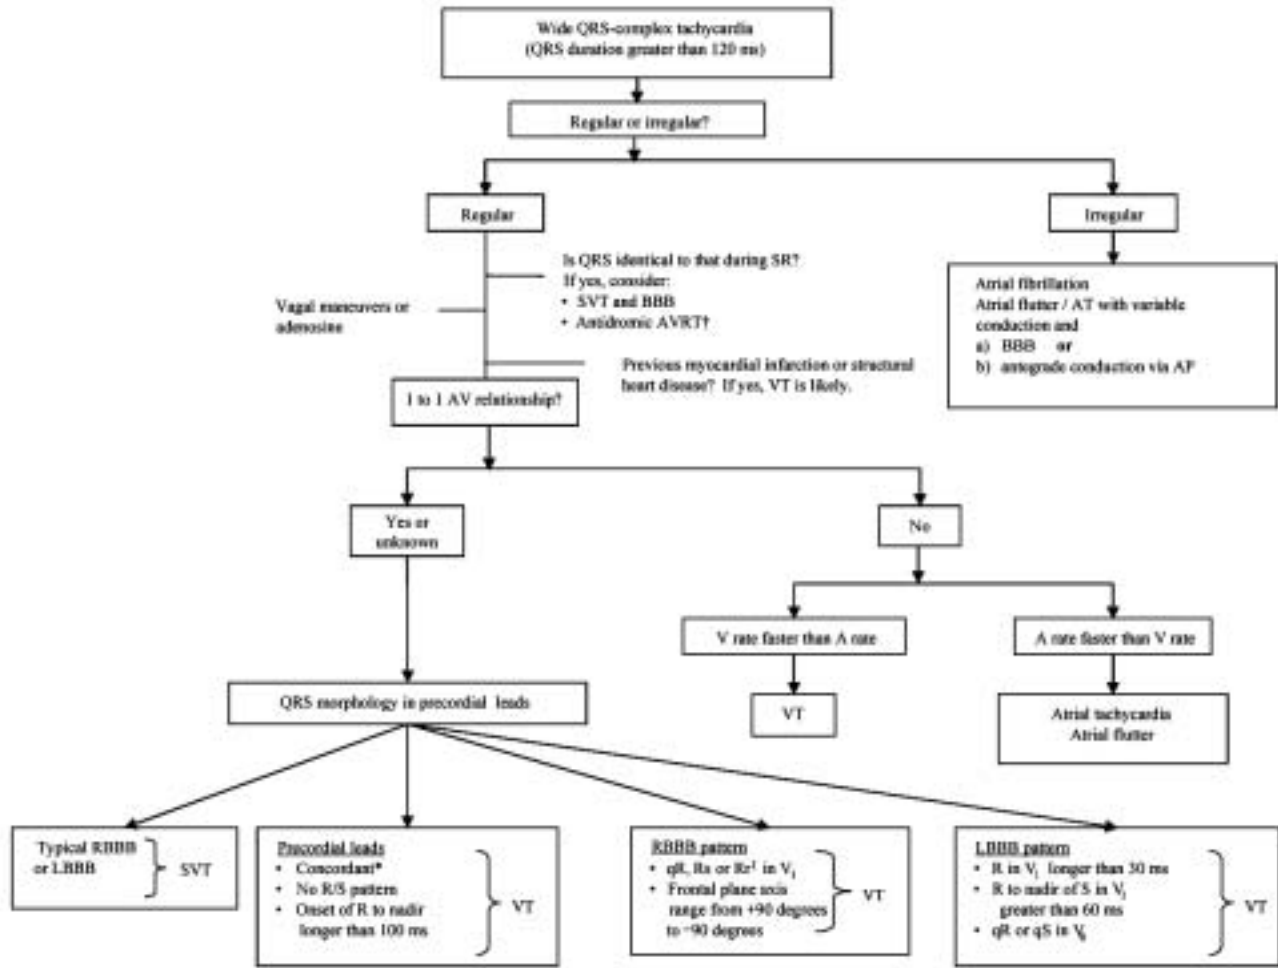 Wide QRS-complex tachycardia
(QRS duration greater than 120 ms)
Regular or irregular?
Regular
Irregular
Is QRS identical to that during SR?
If yes, consider:
• SVT and BBB
• Antidromic AVRT†
Vagal maneuvers or
adenosine
Previous myocardial infarction or structural
heart disease? If yes, VT is likely.
Atrial fibrillation
Atrial flutter / AT with variable
conduction and
a) BBB or
b) antegrade conduction via AP
1 to 1 AV relationship?
Yes or
unknown
No
V rate faster than A rate
A rate faster than V rate
QRS morphology in precordial leads
VT
Atrial tachycardia
Atrial flutter
Typical RBBB
or LBBB
SVT
Precordial leads
• Concordant*
• No R/S pattern
• Onset of R to nadir
longer than 100 ms
VT
RBBB pattern
• qR, Rs or Rr¹ in V₁
• Frontal plane axis
range from +90 degrees
to −90 degrees
VT
LBBB pattern
• R in V₁ longer than 30 ms
• R to nadir of S in V₁
greater than 60 ms
• qR or qS in V₆
VT